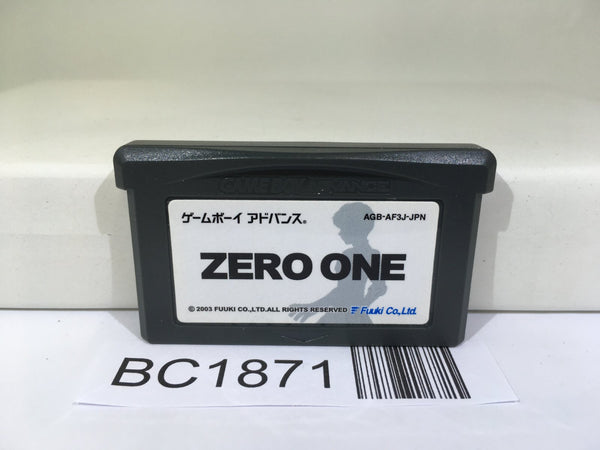 GAME BOY ADVANCE
ゲームボーイ アドバンス® AGB-AF3J-JPN
ZERO ONE
© 2003 FUUKI CO.,LTD.ALL RIGHTS RESERVED Fuuki Co.,Ltd.
BC1871